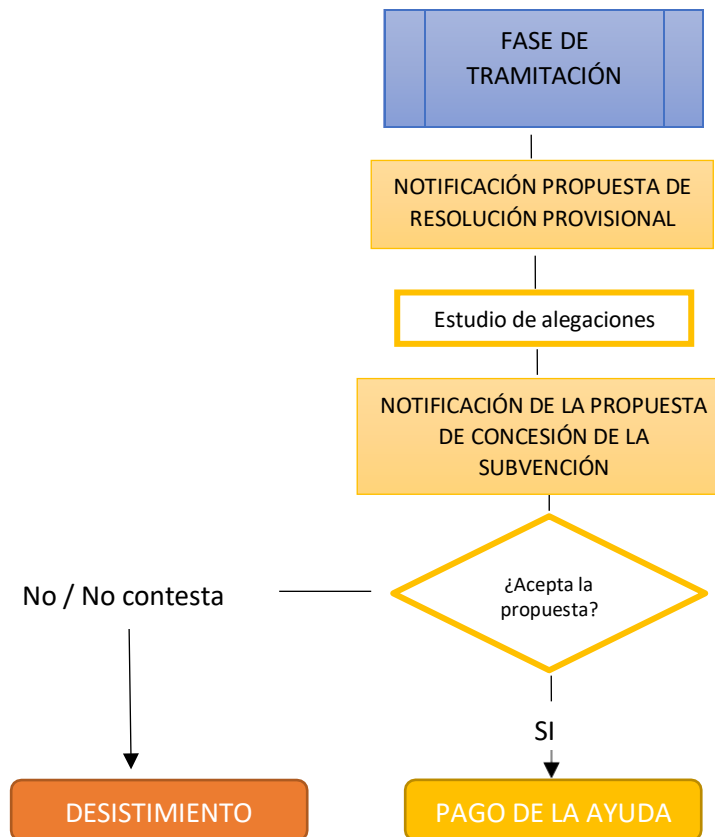 FASE DE
TRAMITACIÓN
NOTIFICACIÓN PROPUESTA DE
RESOLUCIÓN PROVISIONAL
Estudio de alegaciones
NOTIFICACIÓN DE LA PROPUESTA
DE CONCESIÓN DE LA
SUBVENCIÓN
¿Acepta la
propuesta?
No / No contesta
SI
DESISTIMIENTO
PAGO DE LA AYUDA